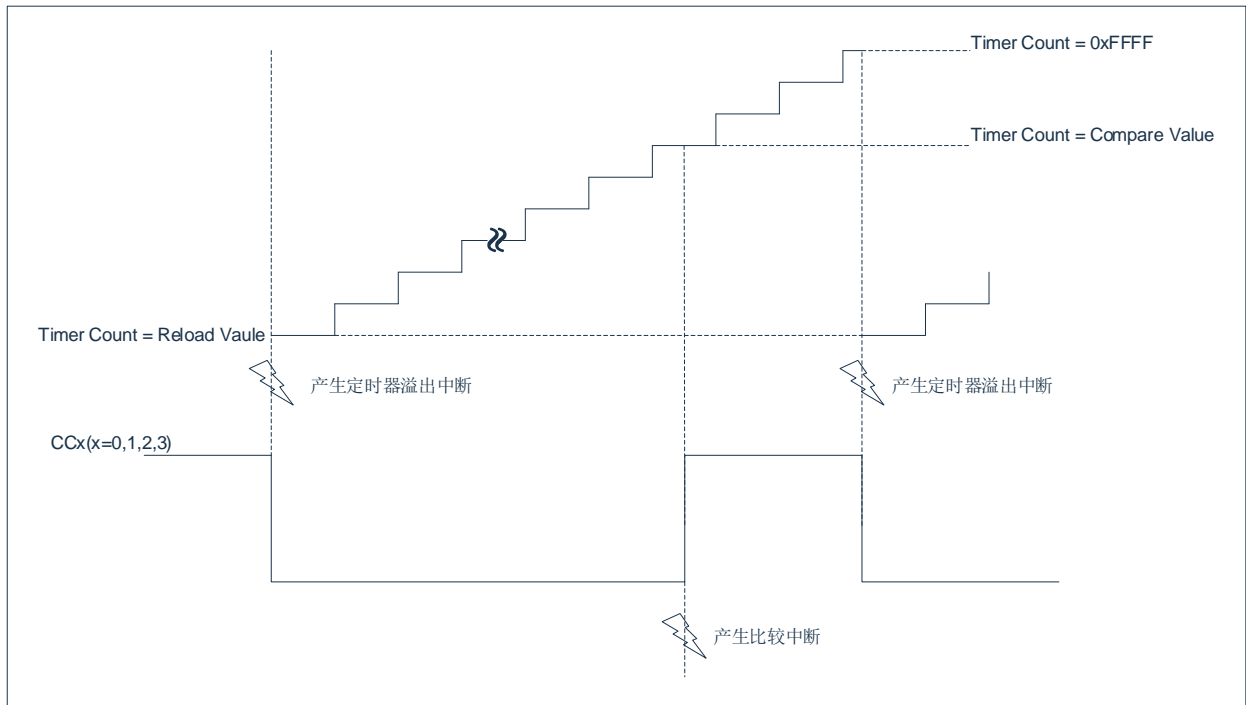 Timer Count = 0xFFFF
Timer Count = Compare Value
Timer Count = Reload Vaule
产生定时器溢出中断
产生定时器溢出中断
CCx(x=0,1,2,3)
产生比较中断